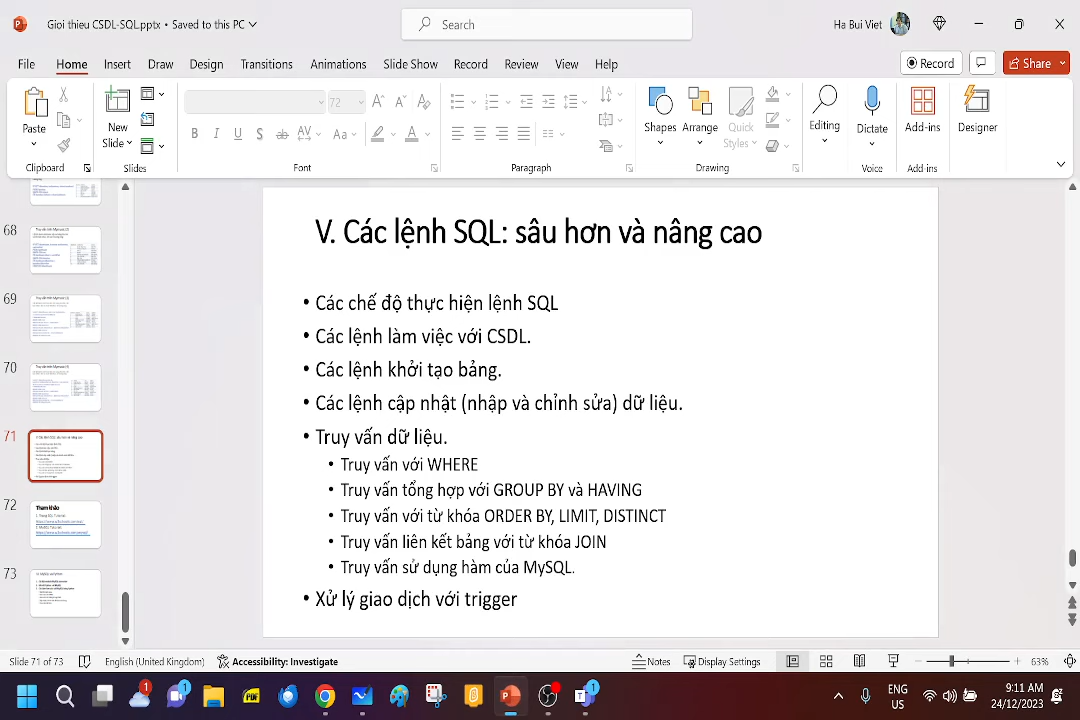 Gioi thieu CSDL-SQL.pptx • Saved to this PC
Search
Ha Bui Viet
File Home Insert Draw Design Transitions Animations Slide Show Record Review View Help
Record
Share
Paste
New
Slide
72
B I U S ab AV Aa A
Shapes
Arrange
Quick
Styles
Editing
Dictate
Add-ins
Designer
Clipboard
Slides
Font
Paragraph
Drawing
Voice
Add-ins
68
69
70
71
72
Tham khảo
73
V. Các lệnh SQL: sâu hơn và nâng cao
• Các chế độ thực hiện lệnh SQL
• Các lệnh làm việc với CSDL.
• Các lệnh khởi tạo bảng.
• Các lệnh cập nhật (nhập và chỉnh sửa) dữ liệu.
• Truy vấn dữ liệu.
• Truy vấn với WHERE
• Truy vấn tổng hợp với GROUP BY và HAVING
• Truy vấn với từ khóa ORDER BY, LIMIT, DISTINCT
• Truy vấn liên kết bảng với từ khóa JOIN
• Truy vấn sử dụng hàm của MySQL.
• Xử lý giao dịch với trigger
Slide 71 of 73
English (United Kingdom)
Accessibility: Investigate
Notes
Display Settings
63%
1
1
PDF
1
ENG
US
9:11 AM
24/12/2023